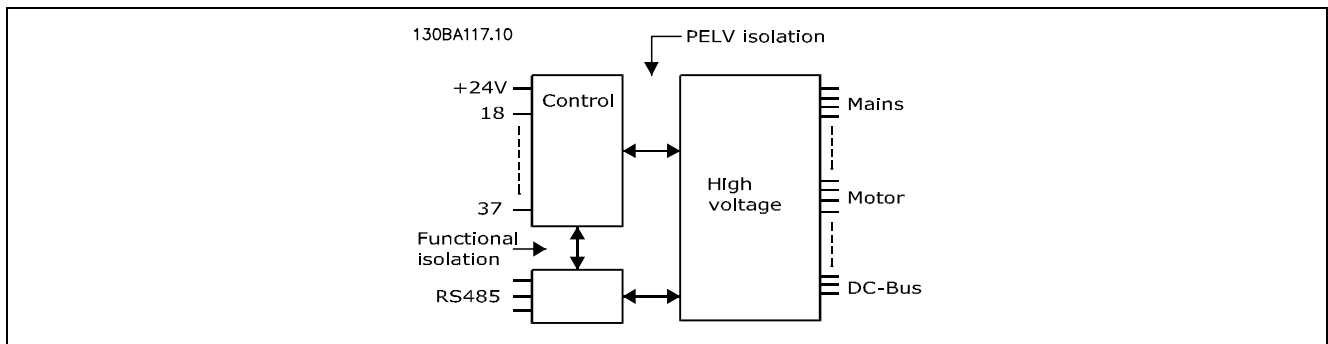 130BA117.10
PELV isolation
+24V
Control
18
Mains
High
voltage
37
Motor
Functional
isolation
RS485
DC-Bus